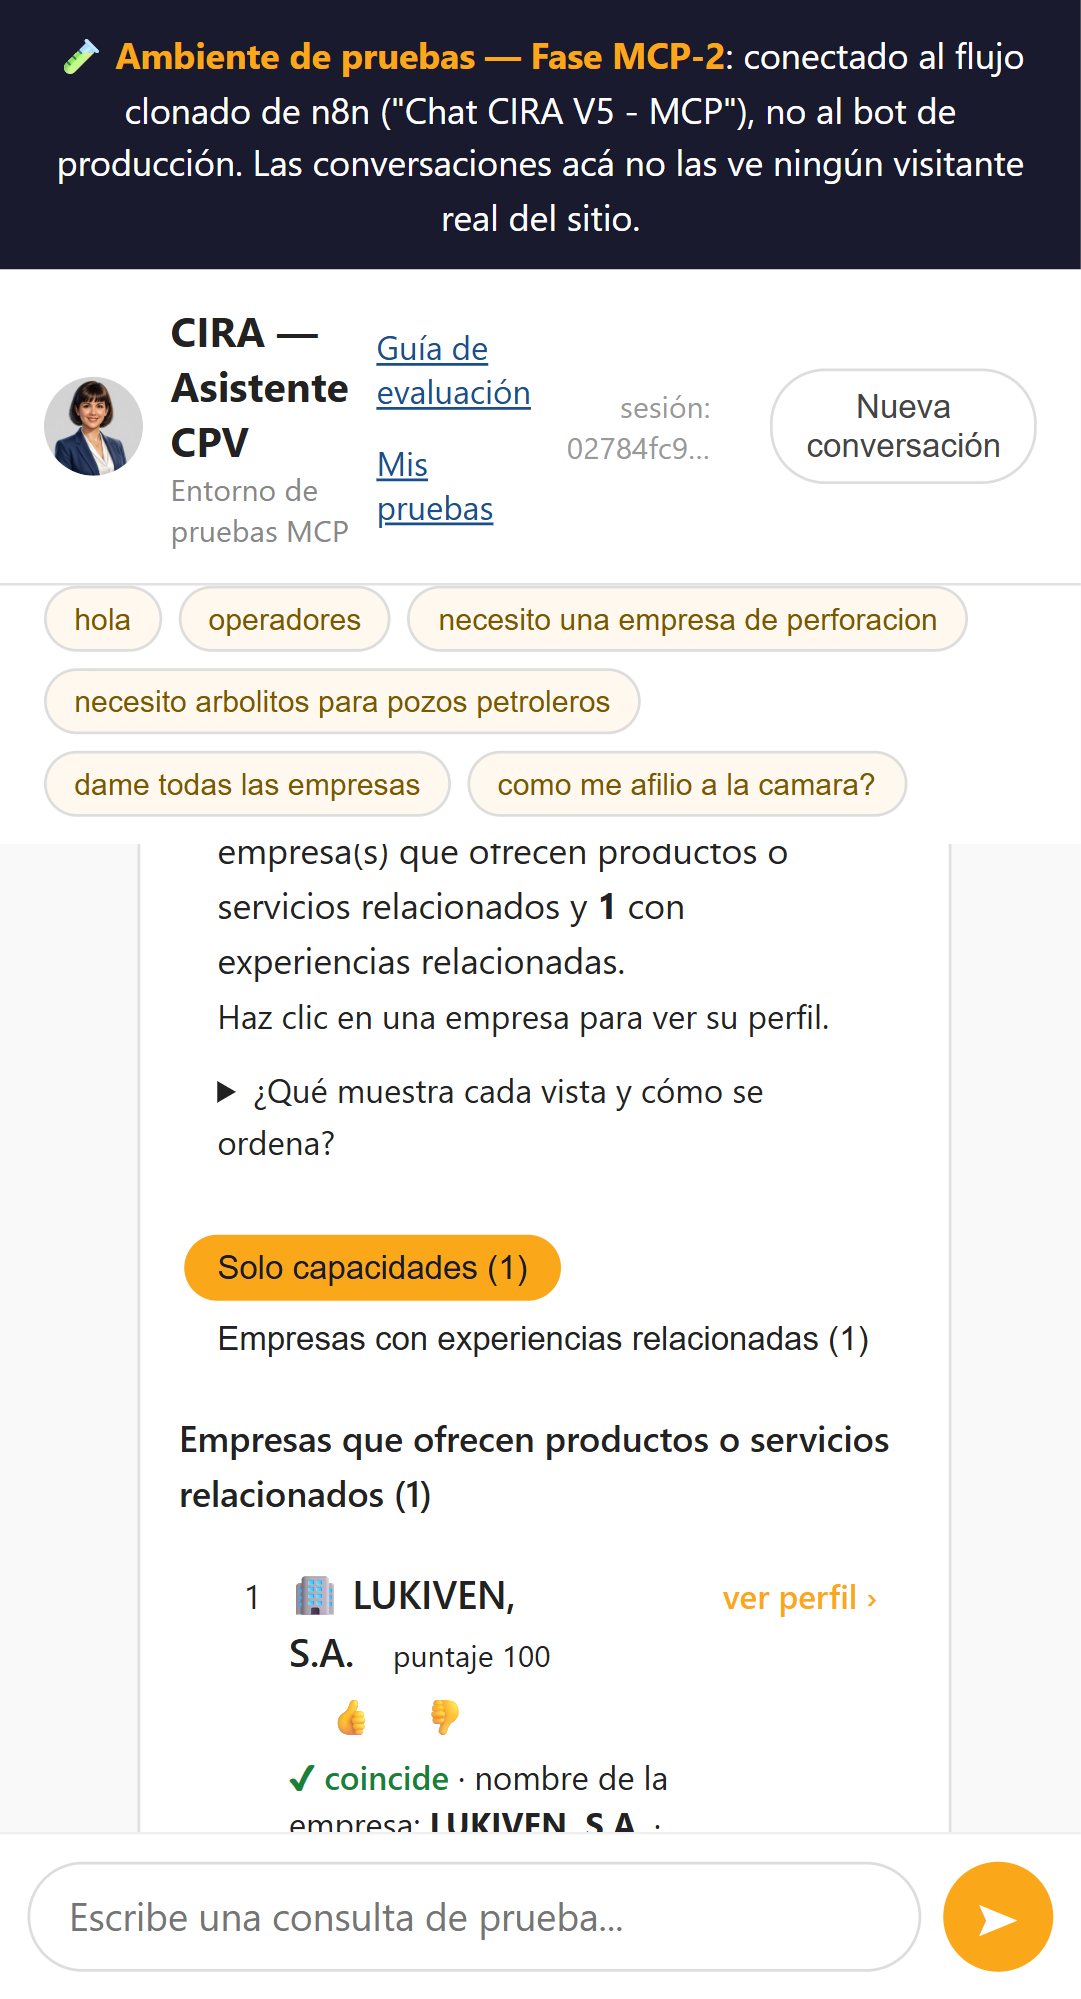 Ambiente de pruebas — Fase MCP-2: conectado al flujo
clonado de n8n ("Chat CIRA V5 - MCP"), no al bot de
producción. Las conversaciones acá no las ve ningún visitante
real del sitio.
CIRA —
Asistente
CPV
Entorno de
pruebas MCP
Guía de
evaluación
Mis
pruebas
sesión:
02784fc9...
Nueva
conversación
hola
operadores
necesito una empresa de perforacion
necesito arbolitos para pozos petroleros
dame todas las empresas
como me afilio a la camara?
empresa(s) que ofrecen productos o
servicios relacionados y 1 con
experiencias relacionadas.
Haz clic en una empresa para ver su perfil.
▶ ¿Qué muestra cada vista y cómo se
ordena?
Solo capacidades (1)
Empresas con experiencias relacionadas (1)
Empresas que ofrecen productos o servicios
relacionados (1)
1 LUKIVEN, ver perfil ›
S.A. puntaje 100
✔ coincide · nombre de la
empresa: LUKIVEN, S.A. ·
Escribe una consulta de prueba...